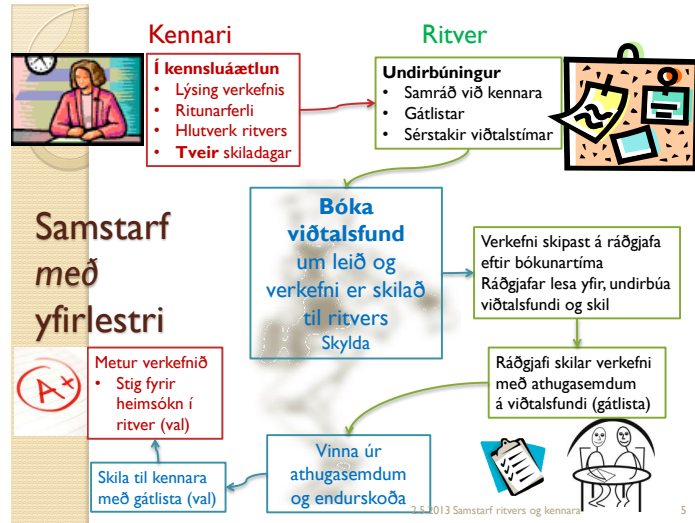 Kennari
Ritver
Í kennsluáætlun
• Lýsing verkefnis
• Ritunarferli
• Hlutverk ritvers
• Tveir skiladagar
Undirbúningur
• Samráð við kennara
• Gátlistar
• Sérstakir viðtalstímar
Samstarf
með
yfirlestri
Bóka
viðtalsfund
um leið og
verkefni er skilað
til ritvers
Skylda
Verkefni skipast á ráðgjafa
eftir bókunartíma
Ráðgjafar lesa yfir, undirbúa
viðtalsfundi og skil
Ráðgjafi skilar verkefni
með athugasemdum
á viðtalsfundi (gátlista)
Vinna úr
athugasemdum
og endurskoða
Skila til kennara
með gátlista (val)
Metur verkefnið
• Stig fyrir
heimsókn í
ritver (val)
A+
2.5.2013 Samstarf ritvers og kennara
5